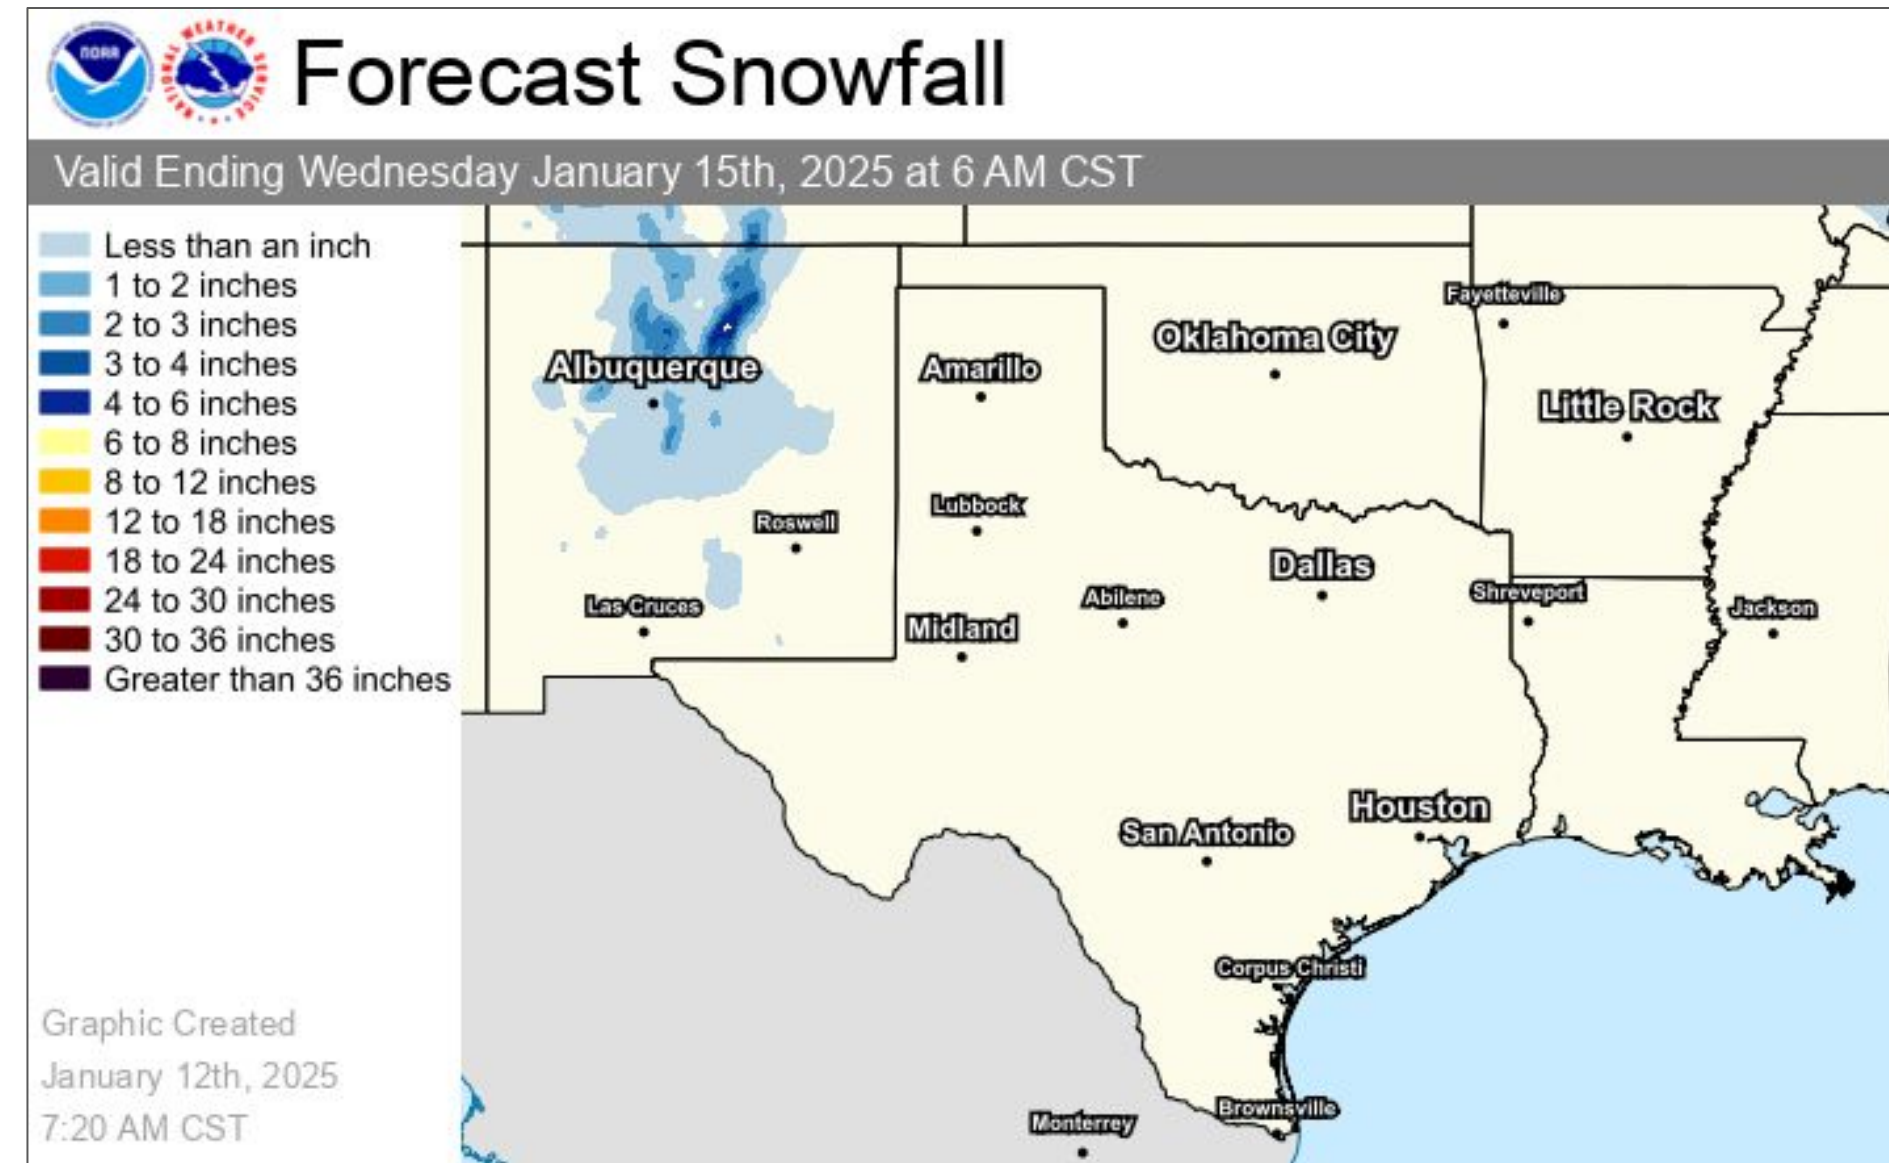 NOAA
NATIONAL WEATHER SERVICE
Forecast Snowfall
Valid Ending Wednesday January 15th, 2025 at 6 AM CST
Less than an inch
1 to 2 inches
2 to 3 inches
3 to 4 inches
4 to 6 inches
6 to 8 inches
8 to 12 inches
12 to 18 inches
18 to 24 inches
24 to 30 inches
30 to 36 inches
Greater than 36 inches
Graphic Created
January 12th, 2025
7:20 AM CST
Fayetteville
Oklahoma City
Albuquerque
Amarillo
Little Rock
Lubbock
Roswell
Dallas
Shreveport
Abilene
Las Cruces
Jackson
Midland
Houston
San Antonio
Corpus Christi
Brownsville
Monterrey